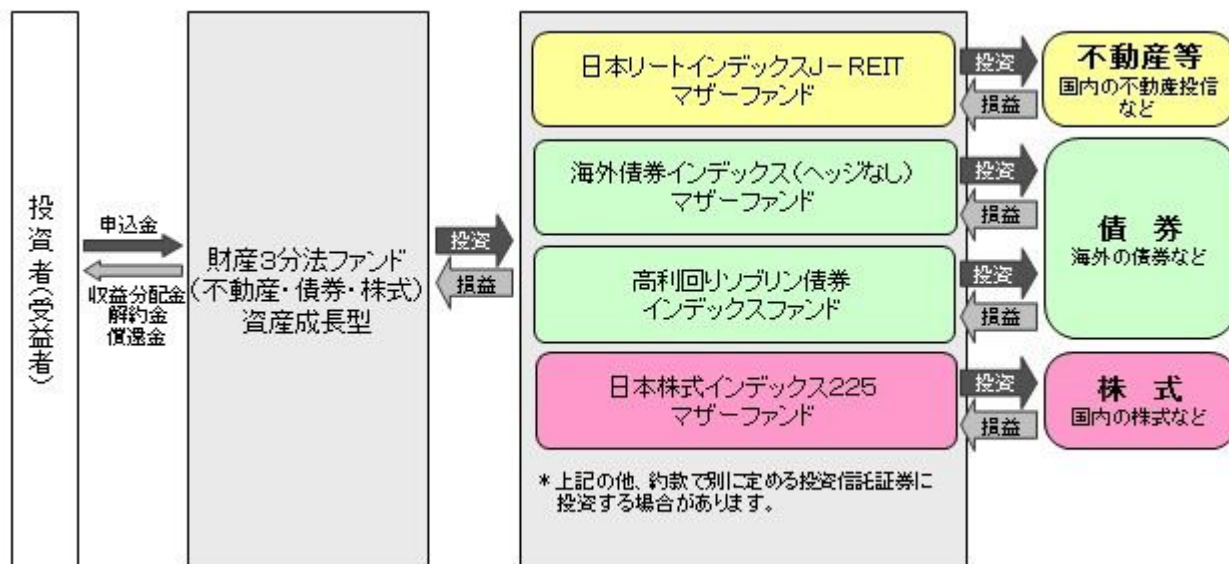 投資者(受益者)
申込金
収益分配金
解約金
償還金
財産3分法ファンド
(不動産・債券・株式)
資産成長型
投資
損益
日本リートインデックスJ-REIT
マザーファンド
投資
損益
不動産等
国内の不動産投信
など
海外債券インデックス(ヘッジなし)
マザーファンド
投資
損益
高利回りソブリン債券
インデックスファンド
投資
損益
債 券
海外の債券など
日本株式インデックス225
マザーファンド
投資
損益
株 式
国内の株式など
*上記の他、約款で別に定める投資信託証券に
投資する場合があります。